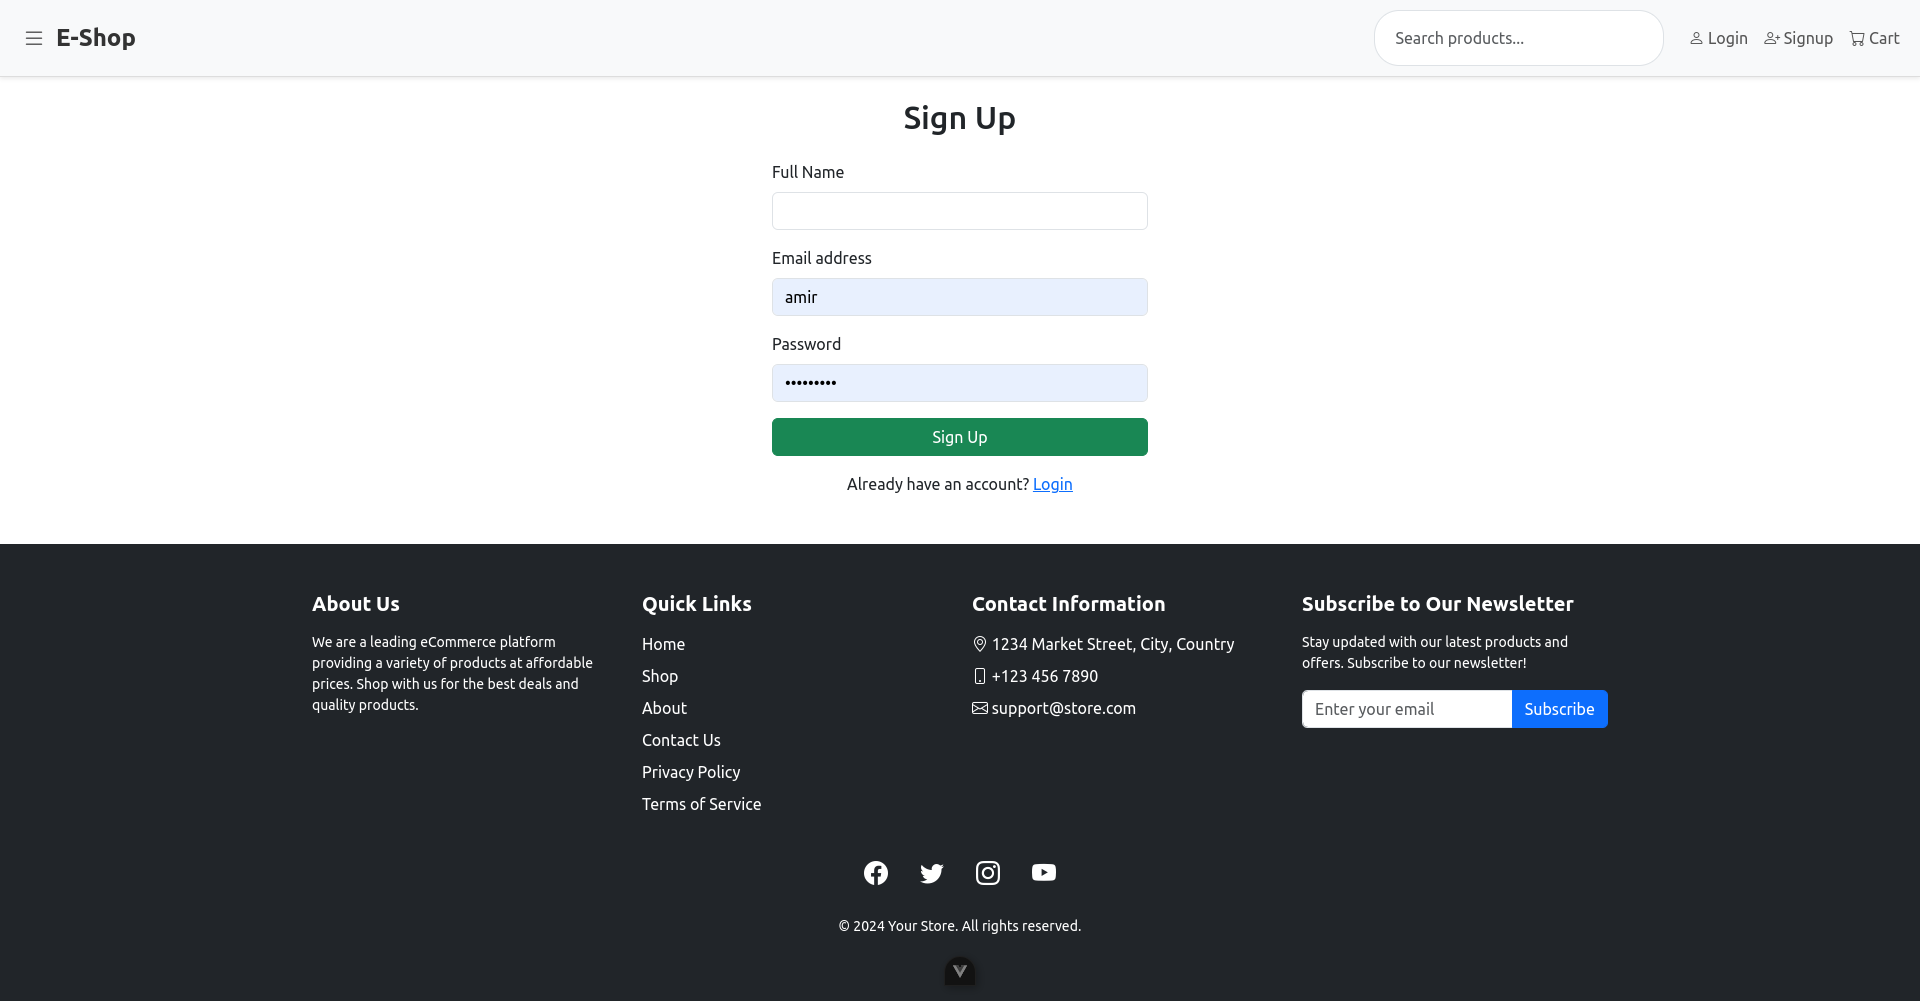 E-Shop
Search products...
Login
Signup
Cart
Sign Up
Full Name
Email address
amir
Password
•••••••••
Sign Up
Already have an account? Login
About Us
We are a leading eCommerce platform
providing a variety of products at affordable
prices. Shop with us for the best deals and
quality products.
Quick Links
Home
Shop
About
Contact Us
Privacy Policy
Terms of Service
Contact Information
1234 Market Street, City, Country
+123 456 7890
support@store.com
Subscribe to Our Newsletter
Stay updated with our latest products and
offers. Subscribe to our newsletter!
Enter your email
Subscribe
© 2024 Your Store. All rights reserved.